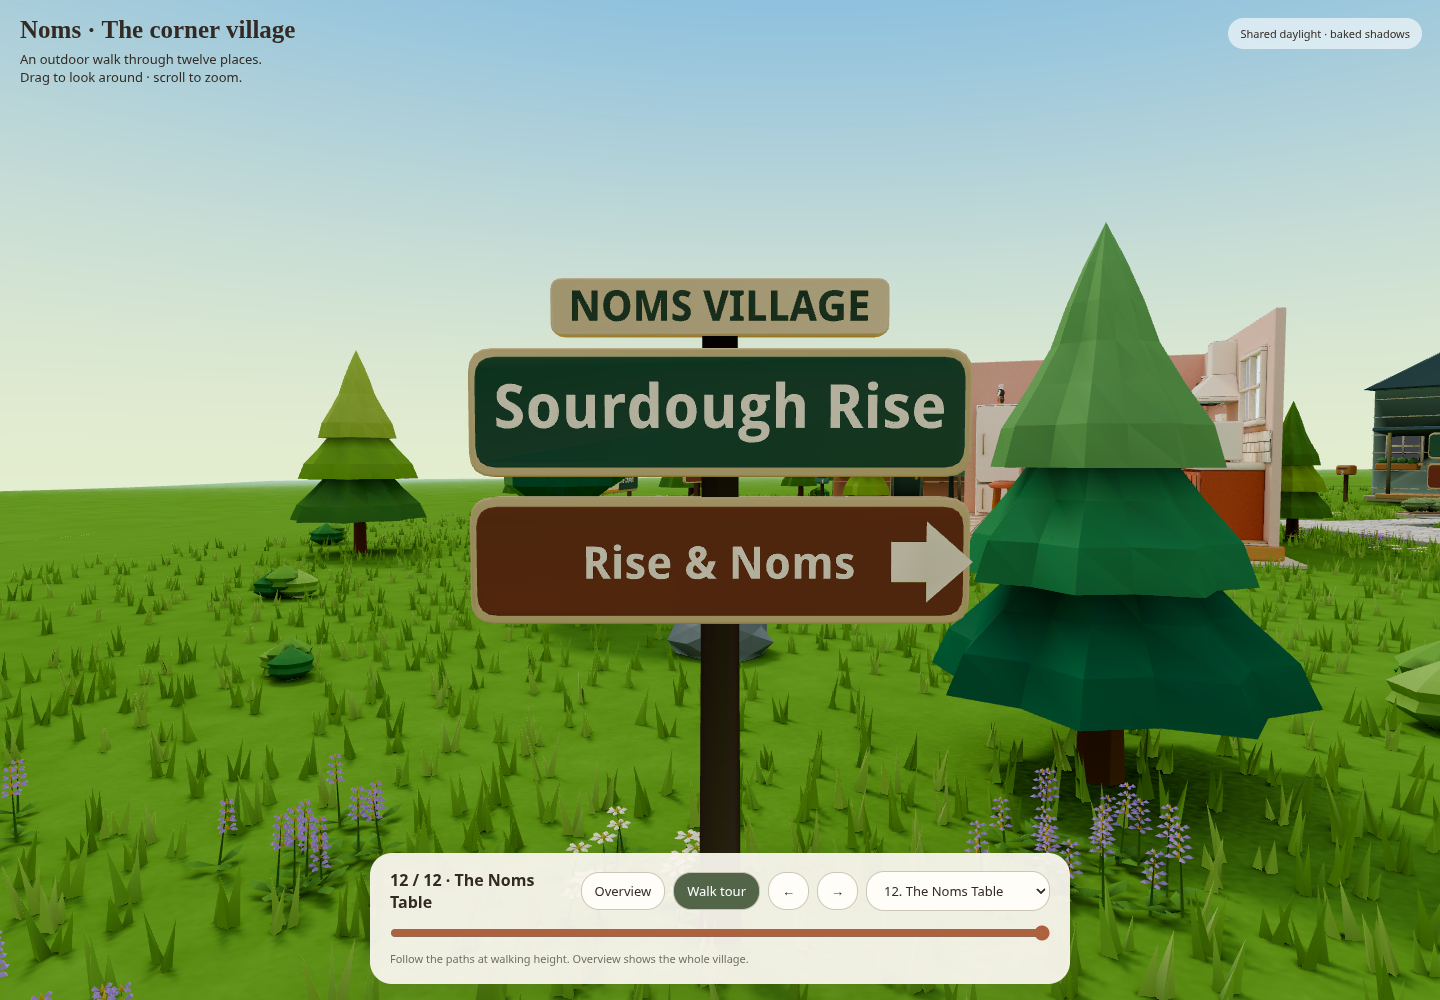 Noms · The corner village
An outdoor walk through twelve places.
Drag to look around · scroll to zoom.
Shared daylight · baked shadows
NOMS VILLAGE
Sourdough Rise
Rise & Noms
12 / 12 · The Noms
Table
Overview
Walk tour
←
→
12. The Noms Table
Follow the paths at walking height. Overview shows the whole village.